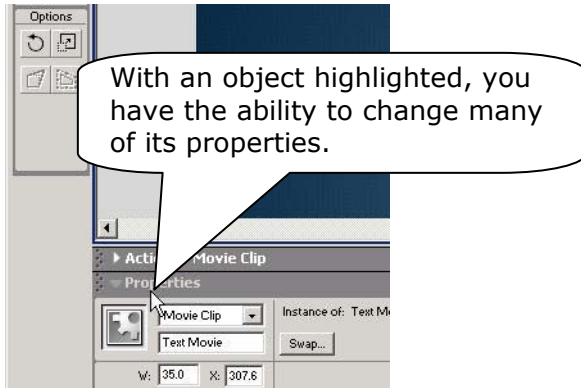 Options
With an object highlighted, you
have the ability to change many
of its properties.
Movie Clip
Properties
Movie Clip
Instance of: Text
Text Movie
Swap...
W: 35.0 X: 307.6